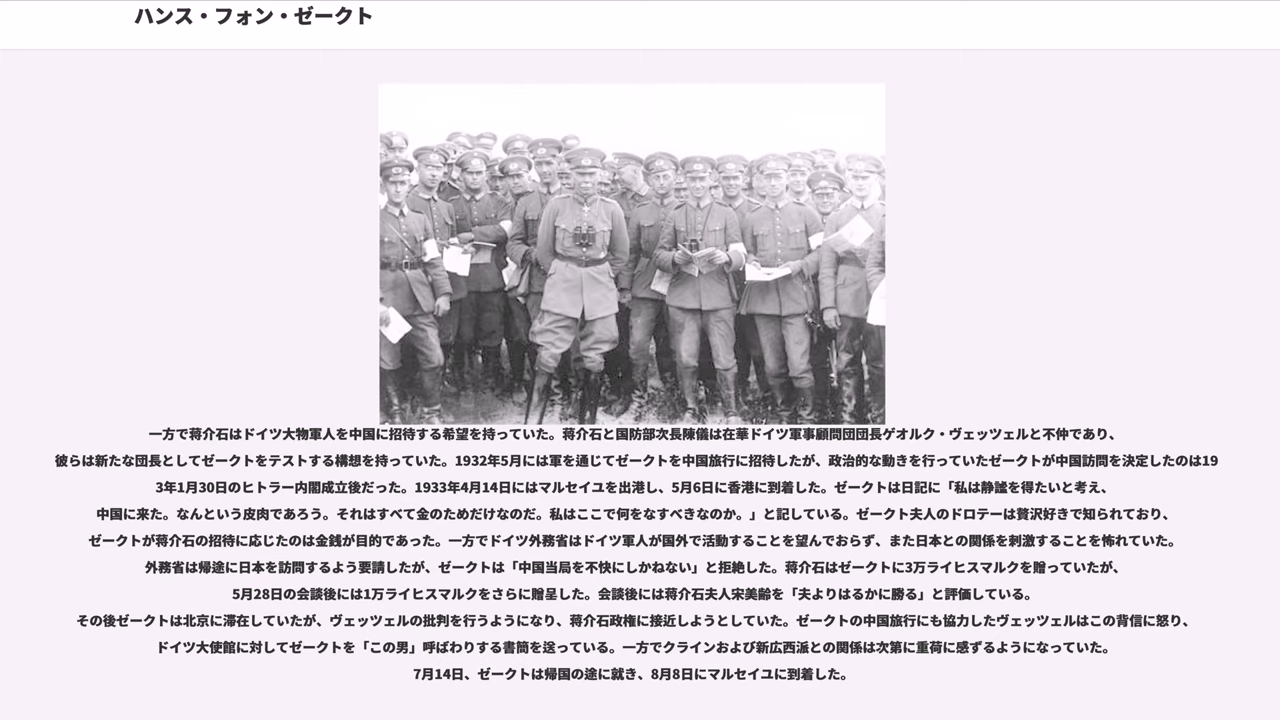 ハンス・フォン・ゼークト
一方で蒋介石はドイツ大物軍人を中国に招待する希望を持っていた。蒋介石と国防部次長陳儀は在華ドイツ軍事顧問団団長ゲオルク・ヴェッツェルと不仲であり、
彼らは新たな団長としてゼークトをテストする構想を持っていた。1932年5月には軍を通じてゼークトを中国旅行に招待したが、政治的な動きを行っていたゼークトが中国訪問を決定したのは19
3年1月30日のヒトラー内閣成立後だった。1933年4月14日にはマルセイユを出港し、5月6日に香港に到着した。ゼークトは日記に「私は静謐を得たいと考え、
中国に来た。なんという皮肉であろう。それはすべて金のためだけなのだ。私はここで何をなすべきなのか。」と記している。ゼークト夫人のドロテーは贅沢好きで知られており、
ゼークトが蒋介石の招待に応じたのは金銭が目的であった。一方でドイツ外務省はドイツ軍人が国外で活動することを望んでおらず、また日本との関係を刺激することを怖れていた。
外務省は帰途に日本を訪問するよう要請したが、ゼークトは「中国当局を不快にしかねない」と拒絶した。蒋介石はゼークトに3万ライヒスマルクを贈っていたが、
5月28日の会談後には1万ライヒスマルクをさらに贈呈した。会談後には蒋介石夫人宋美齢を「夫よりはるかに勝る」と評価している。
その後ゼークトは北京に滞在していたが、ヴェッツェルの批判を行うようになり、蒋介石政権に接近しようとしていた。ゼークトの中国旅行にも協力したヴェッツェルはこの背信に怒り、
ドイツ大使館に対してゼークトを「この男」呼ばわりする書簡を送っている。一方でクラインおよび新広西派との関係は次第に重荷に感ずるようになっていた。
7月14日、ゼークトは帰国の途に就き、8月8日にマルセイユに到着した。